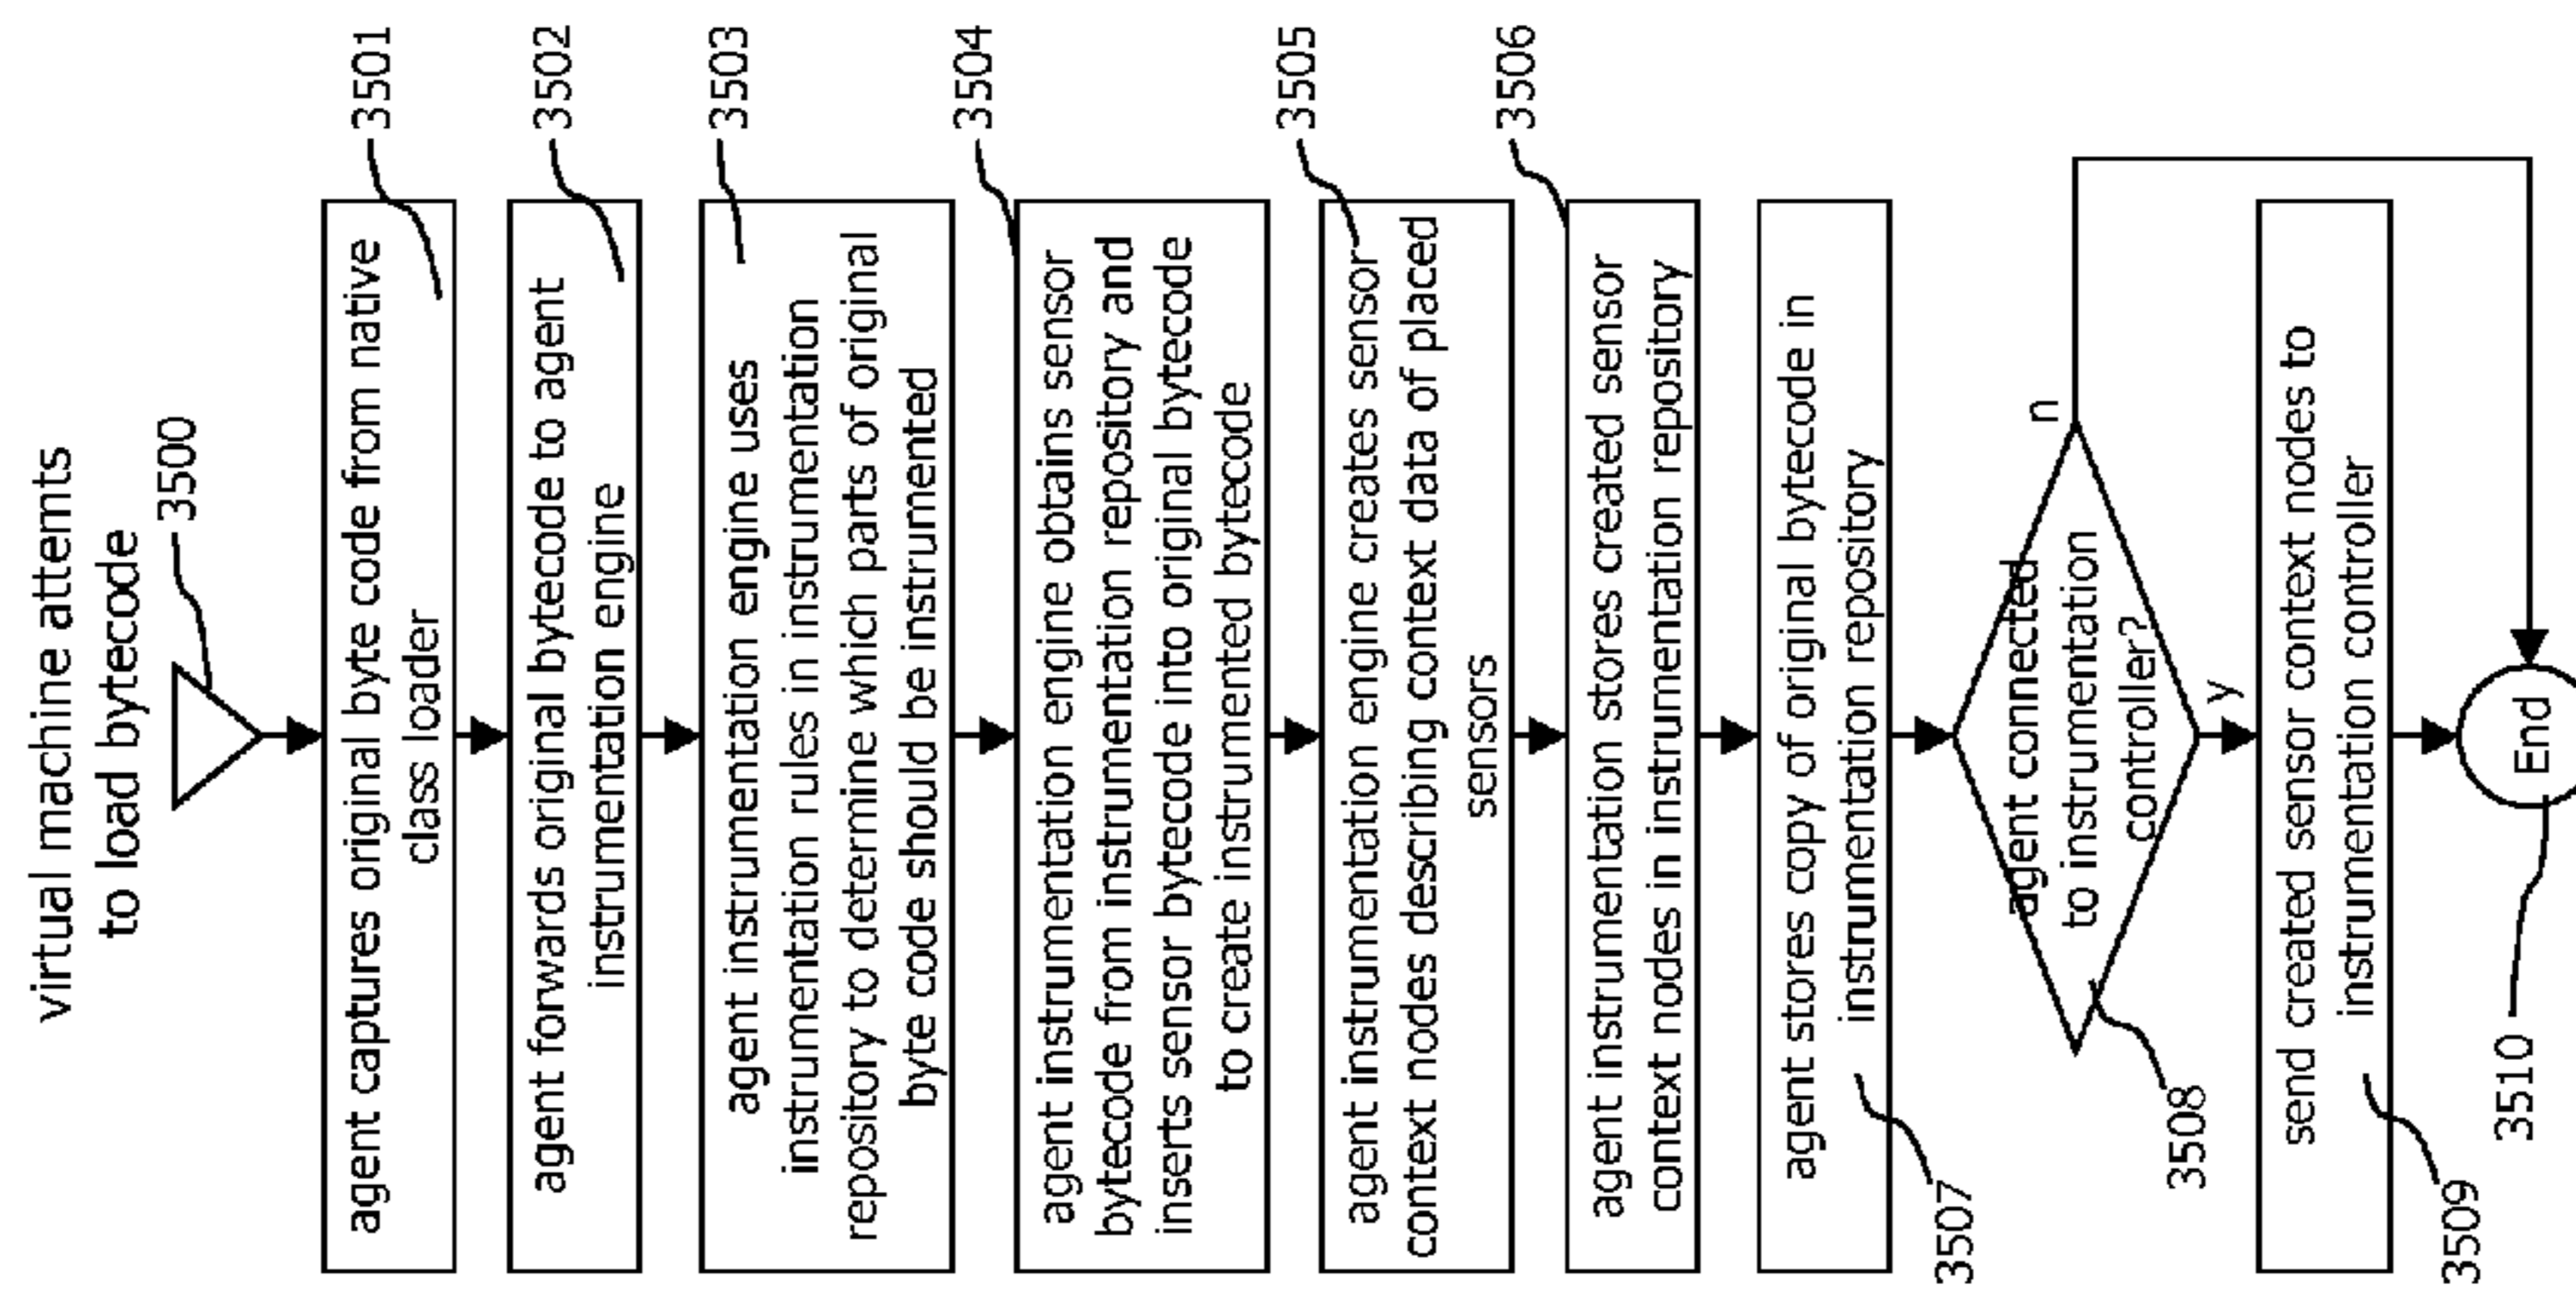 virtual machine attemts
to load bytecode
3500
agent captures original byte code from native
class loader
3501
agent forwards original bytecode to agent
instrumentation engine
3502
agent instrumentation engine uses
instrumentation rules in instrumentation
repository to determine which parts of original
byte code should be instrumented
3503
agent instrumentation engine obtains sensor
bytecode from instrumentation repository and
inserts sensor bytecode into original bytecode
to create instrumented bytecode
3504
agent instrumentation engine creates sensor
context nodes describing context data of placed
sensors
3505
agent instrumentation stores created sensor
context nodes in instrumentation repository
3506
agent stores copy of original bytecode in
instrumentation repository
3507
agent connected
to instrumentation
controller?
n
y
3508
send created sensor context nodes to
instrumentation controller
3509
End
3510